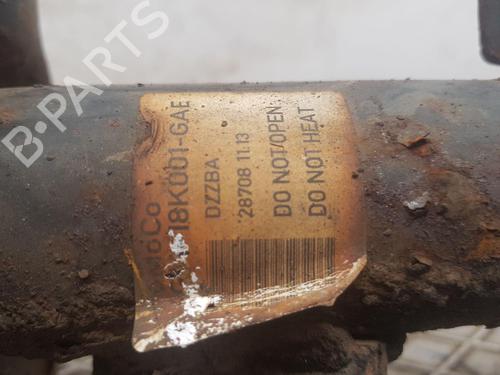 B-PARTS
18K001-GAE
DZZBA
28708 11.13
DO NOT/OPEN
DO NOT HEAT